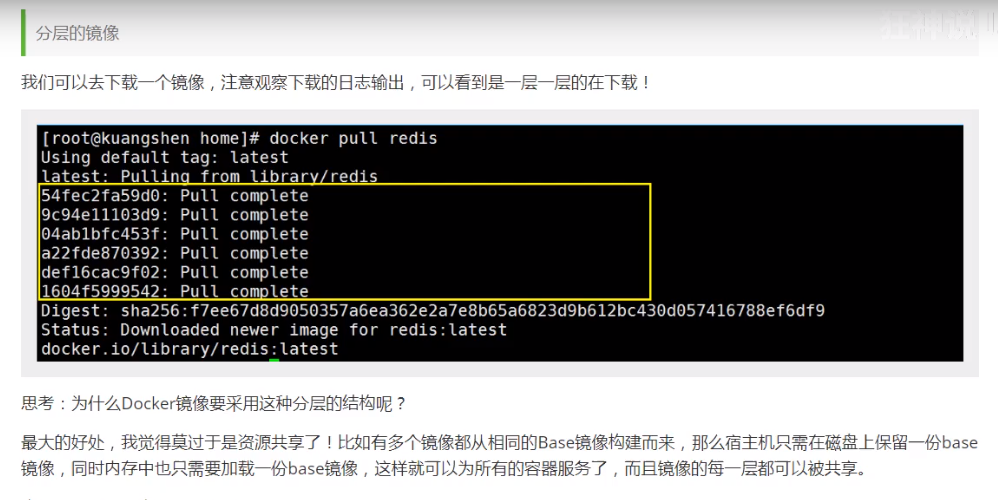 狂神说
分层的镜像
我们可以去下载一个镜像，注意观察下载的日志输出，可以看到是一层一层的在下载！
[root@kuangshen home]# docker pull redis
Using default tag: latest
latest: Pulling from library/redis
54fec2fa59d0: Pull complete
9c94e11103d9: Pull complete
04ab1bfc453f: Pull complete
a22fde870392: Pull complete
def16cac9f02: Pull complete
1604f5999542: Pull complete
Digest: sha256:f7ee67d8d9050357a6ea362e2a7e8b65a6823d9b612bc430d057416788ef6df9
Status: Downloaded newer image for redis:latest
docker.io/library/redis:latest
思考：为什么Docker镜像要采用这种分层的结构呢？
最大的好处，我觉得莫过于是资源共享了！比如有多个镜像都从相同的Base镜像构建而来，那么宿主机只需在磁盘上保留一份base
镜像，同时内存中也只需要加载一份base镜像，这样就可以为所有的容器服务了，而且镜像的每一层都可以被共享。